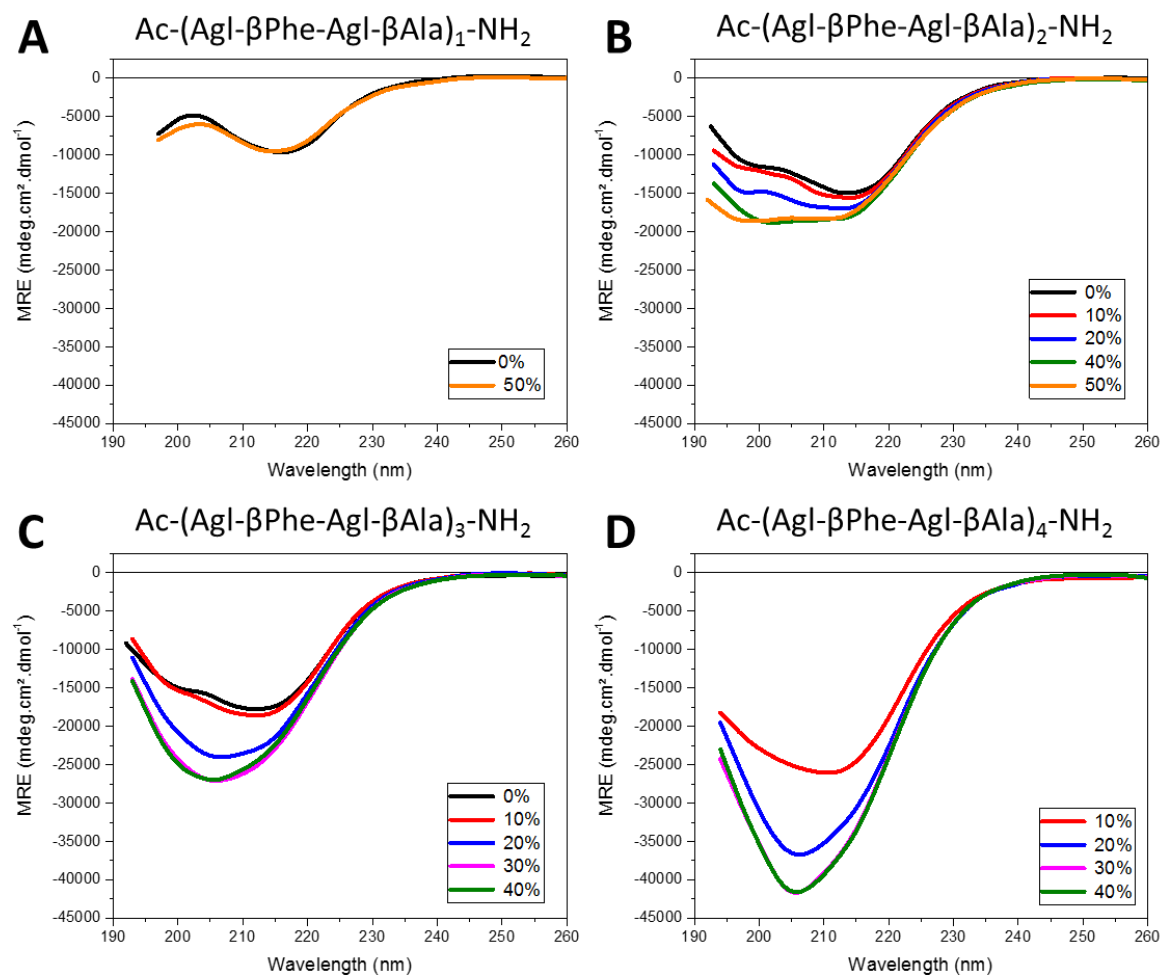 A
Ac-(Agl-βPhe-Agl-βAla)₁-NH₂
0
-5000
-10000
-15000
-20000
-25000
-30000
-35000
-40000
-45000
MRE (mdeg.cm².dmol⁻¹)
190 200 210 220 230 240 250 260
Wavelength (nm)
0%
50%
B
Ac-(Agl-βPhe-Agl-βAla)₂-NH₂
0
-5000
-10000
-15000
-20000
-25000
-30000
-35000
-40000
-45000
MRE (mdeg.cm².dmol⁻¹)
190 200 210 220 230 240 250 260
Wavelength (nm)
0%
10%
20%
40%
50%
C
Ac-(Agl-βPhe-Agl-βAla)₃-NH₂
0
-5000
-10000
-15000
-20000
-25000
-30000
-35000
-40000
-45000
MRE (mdeg.cm².dmol⁻¹)
190 200 210 220 230 240 250 260
Wavelength (nm)
0%
10%
20%
30%
40%
D
Ac-(Agl-βPhe-Agl-βAla)₄-NH₂
0
-5000
-10000
-15000
-20000
-25000
-30000
-35000
-40000
-45000
MRE (mdeg.cm².dmol⁻¹)
190 200 210 220 230 240 250 260
Wavelength (nm)
10%
20%
30%
40%